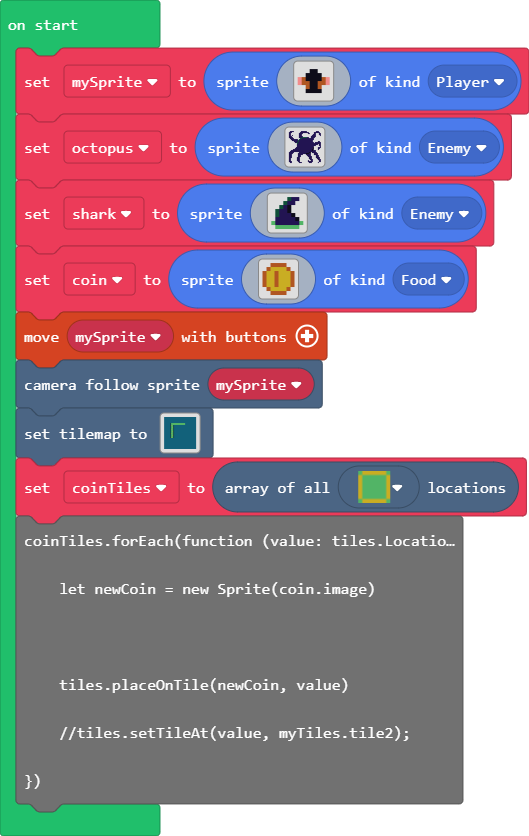 on start
set mySprite to sprite of kind Player
set octopus to sprite of kind Enemy
set shark to sprite of kind Enemy
set coin to sprite of kind Food
move mySprite with buttons
camera follow sprite mySprite
set tilemap to
set coinTiles to array of all locations
coinTiles.forEach(function (value: tiles.Locatio…
let newCoin = new Sprite(coin.image)
tiles.placeOnTile(newCoin, value)
//tiles.setTileAt(value, myTiles.tile2);
})